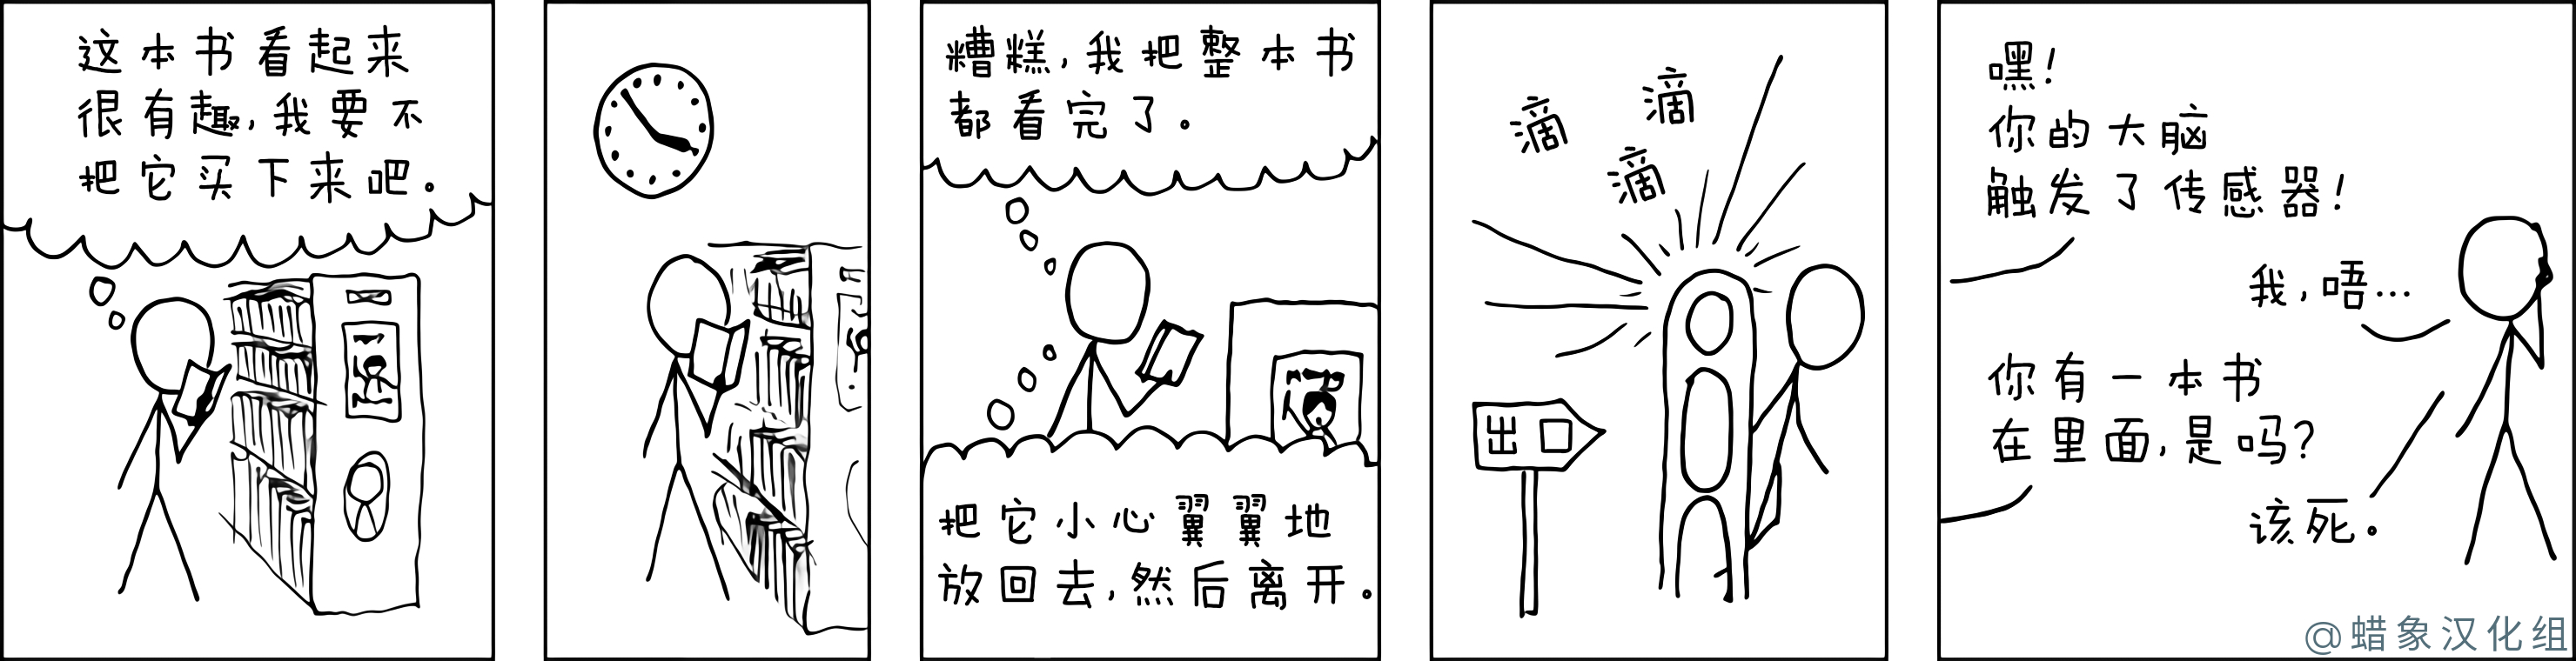 这本书看起来
很有趣，我要不
把它买下来吧。
糟糕，我把整本书
都看完了。
把它小心翼翼地
放回去，然后离开。
滴
滴
滴
出口
嘿！
你的大脑
触发了传感器！
我，唔…
你有一本书
在里面，是吗？
该死。
@蜡象汉化组